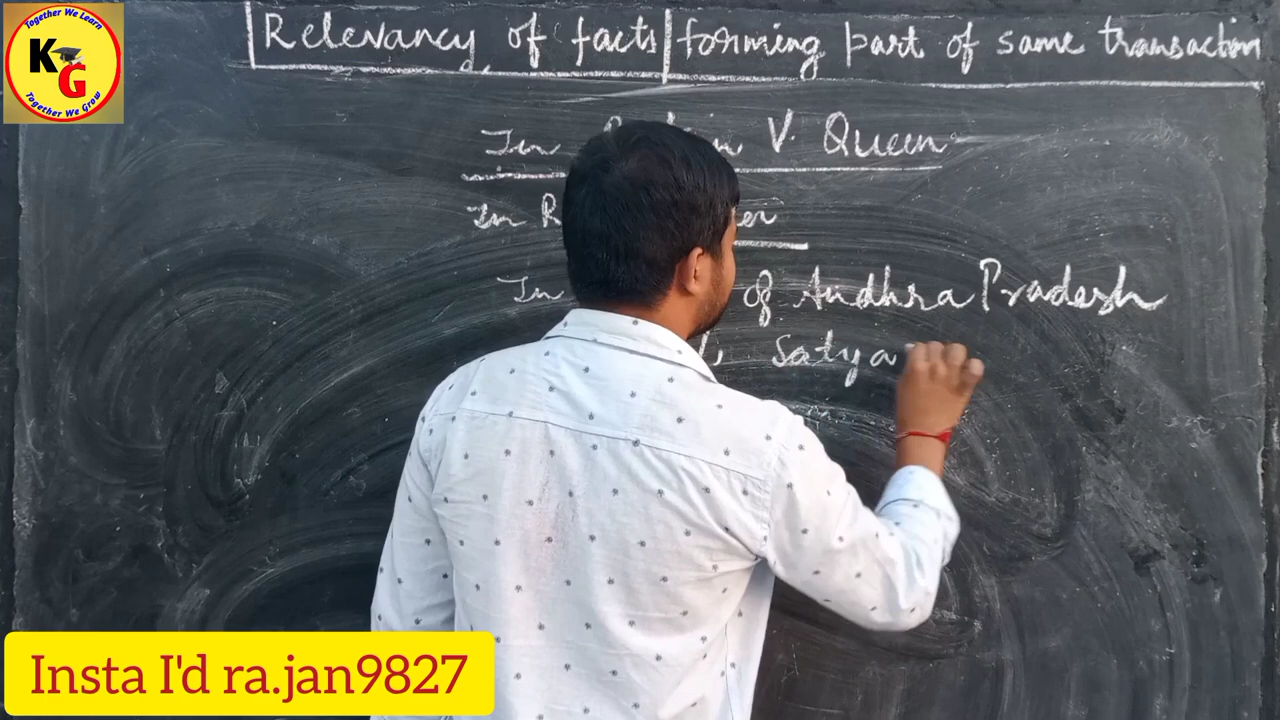 Together We Learn
KG
Together We Grow
Relevancy of facts forming part of same transaction
In V. Queen
In
In of Andhra Pradesh
Satya
Insta I'd ra.jan9827